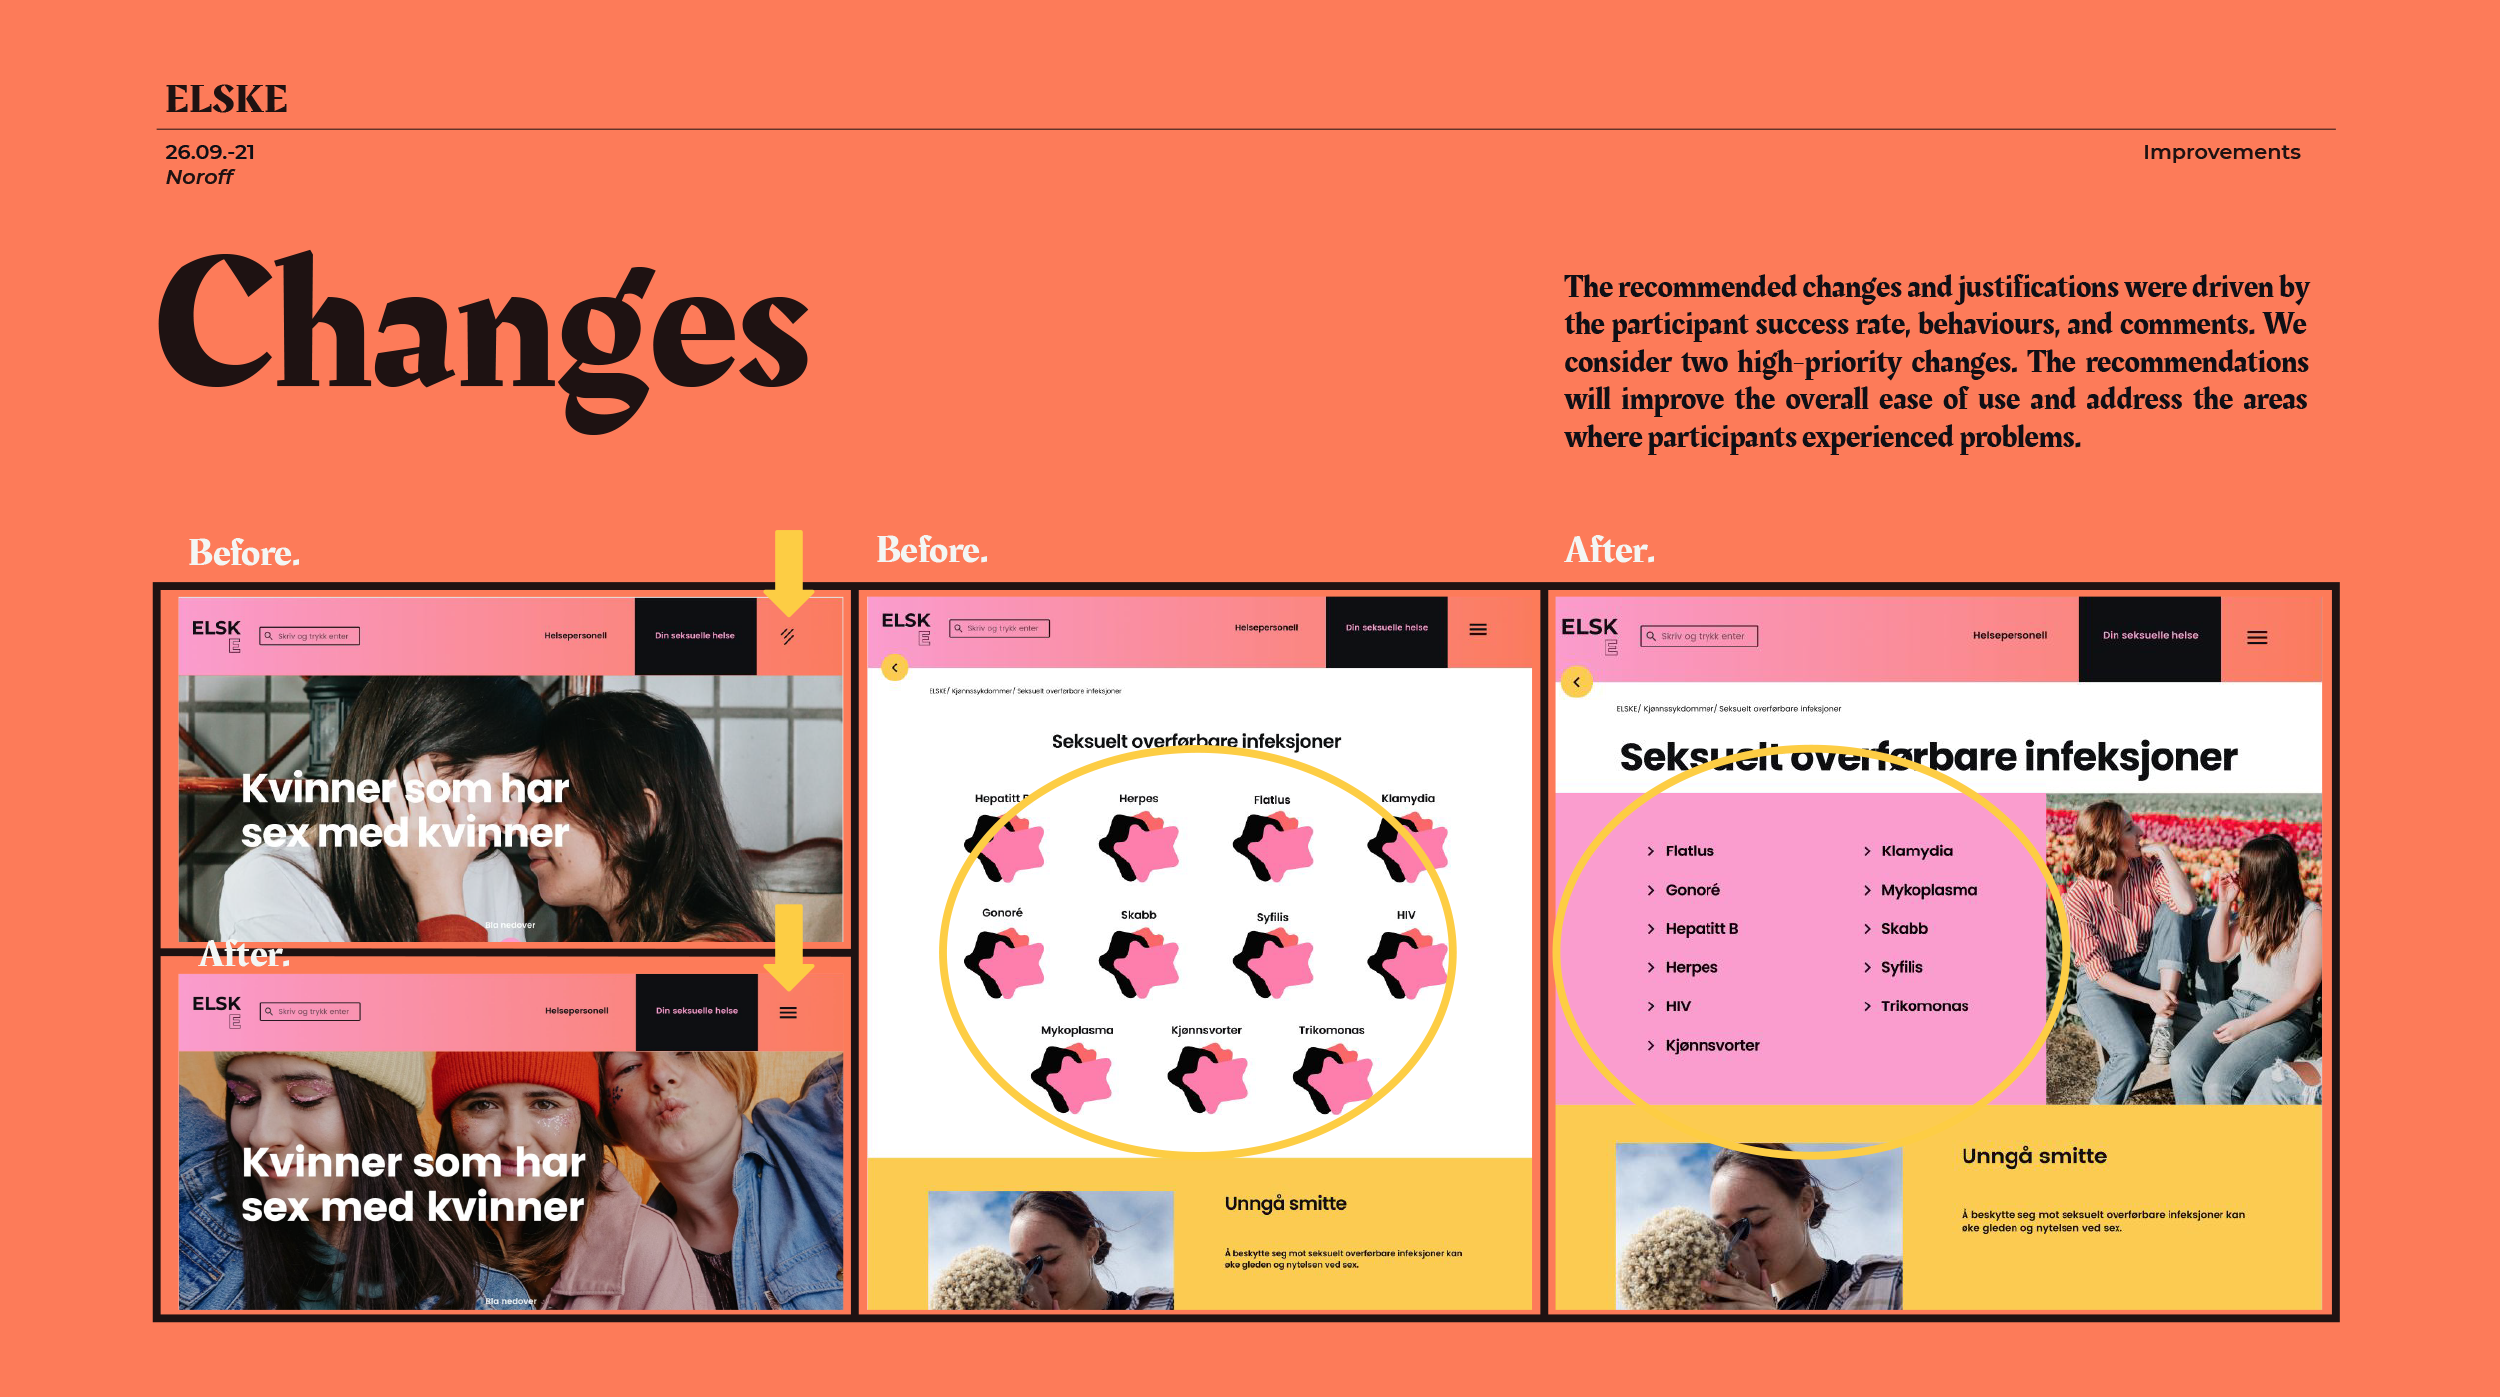 ELSKE
26.09.-21
Noroff
Improvements
Changes
The recommended changes and justifications were driven by
the participant success rate, behaviours, and comments. We
consider two high-priority changes. The recommendations
will improve the overall ease of use and address the areas
where participants experienced problems.
Before.
ELSK
E
Skriv og trykk enter
Helsepersonell
Din seksuelle helse
Kvinner som har
sex med kvinner
Bla nedover
After.
ELSK
E
Skriv og trykk enter
Helsepersonell
Din seksuelle helse
Kvinner som har
sex med kvinner
Bla nedover
Before.
ELSK
E
Skriv og trykk enter
Helsepersonell
Din seksuelle helse
ELSKE/ Kjønnssykdommer/ Seksuelt overførbare infeksjoner
Seksuelt overførbare infeksjoner
Hepatitt B
Herpes
Flatlus
Klamydia
Gonoré
Skabb
Syfilis
HIV
Mykoplasma
Kjønnsvorter
Trikomonas
Unngå smitte
Å beskytte seg mot seksuelt overførbare infeksjoner kan
øke gleden og nytelsen ved sex.
After.
ELSK
E
Skriv og trykk enter
Helsepersonell
Din seksuelle helse
ELSKE/ Kjønnssykdommer/ Seksuelt overførbare infeksjoner
Seksuelt overførbare infeksjoner
Flatlus
Gonoré
Hepatitt B
Herpes
HIV
Kjønnsvorter
Klamydia
Mykoplasma
Skabb
Syfilis
Trikomonas
Unngå smitte
Å beskytte seg mot seksuelt overførbare infeksjoner kan
øke gleden og nytelsen ved sex.